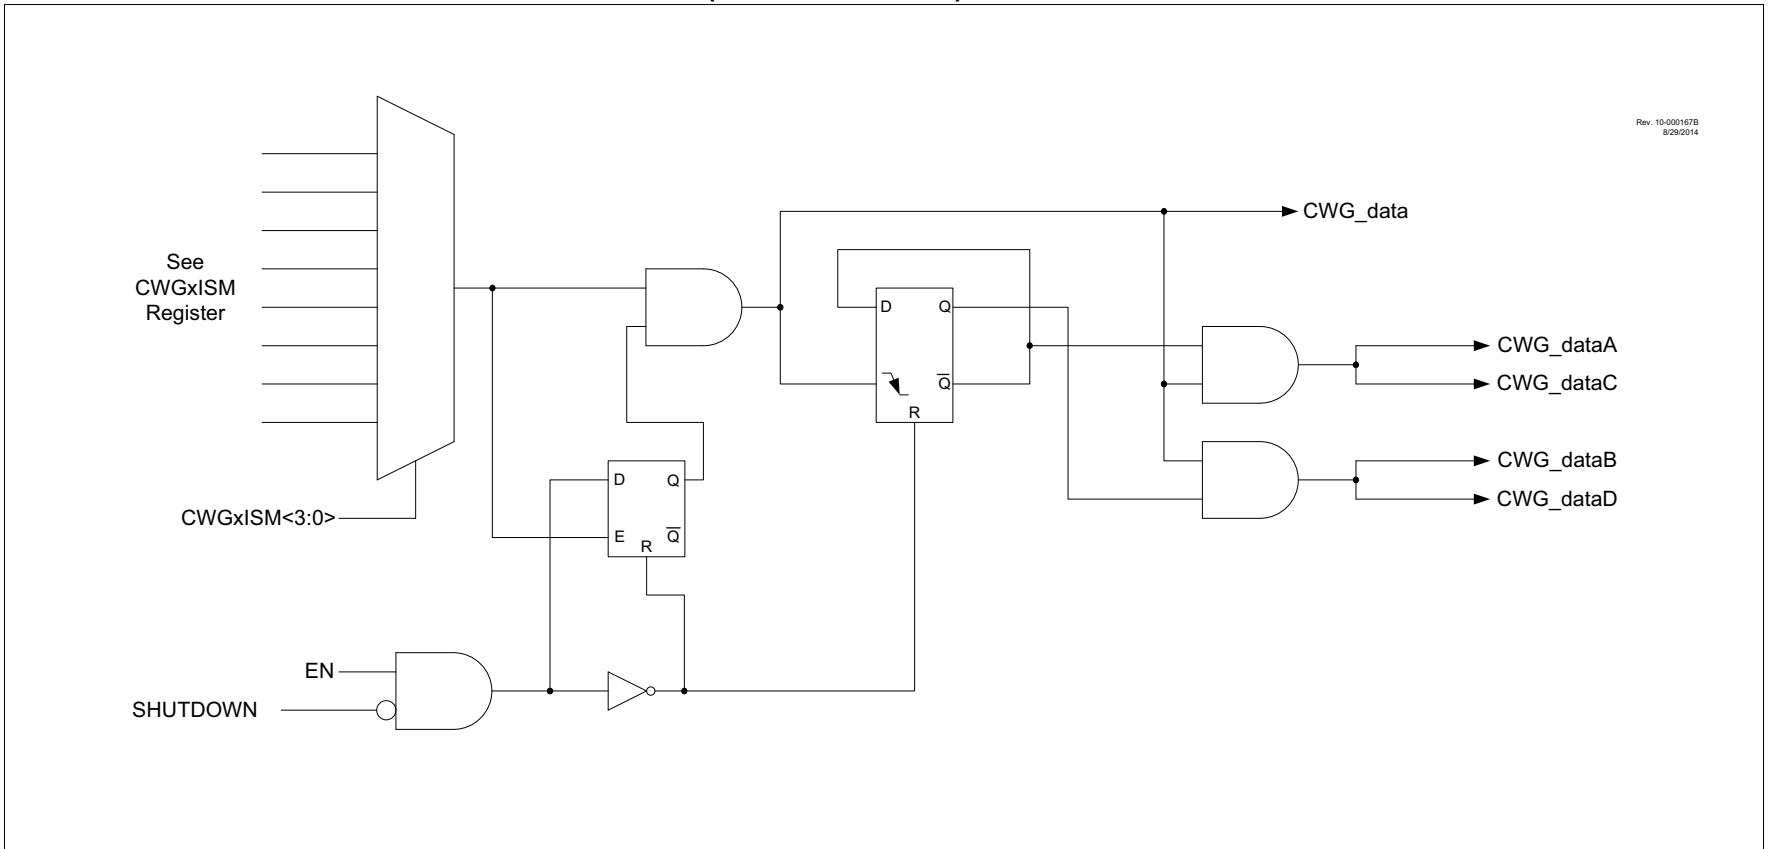 Rev. 10-000167B
8/29/2014
See
CWGxISM
Register
CWGxISM<3:0>
EN
SHUTDOWN
D
Q
E
R
Q
D
Q
Q
R
CWG_data
CWG_dataA
CWG_dataC
CWG_dataB
CWG_dataD